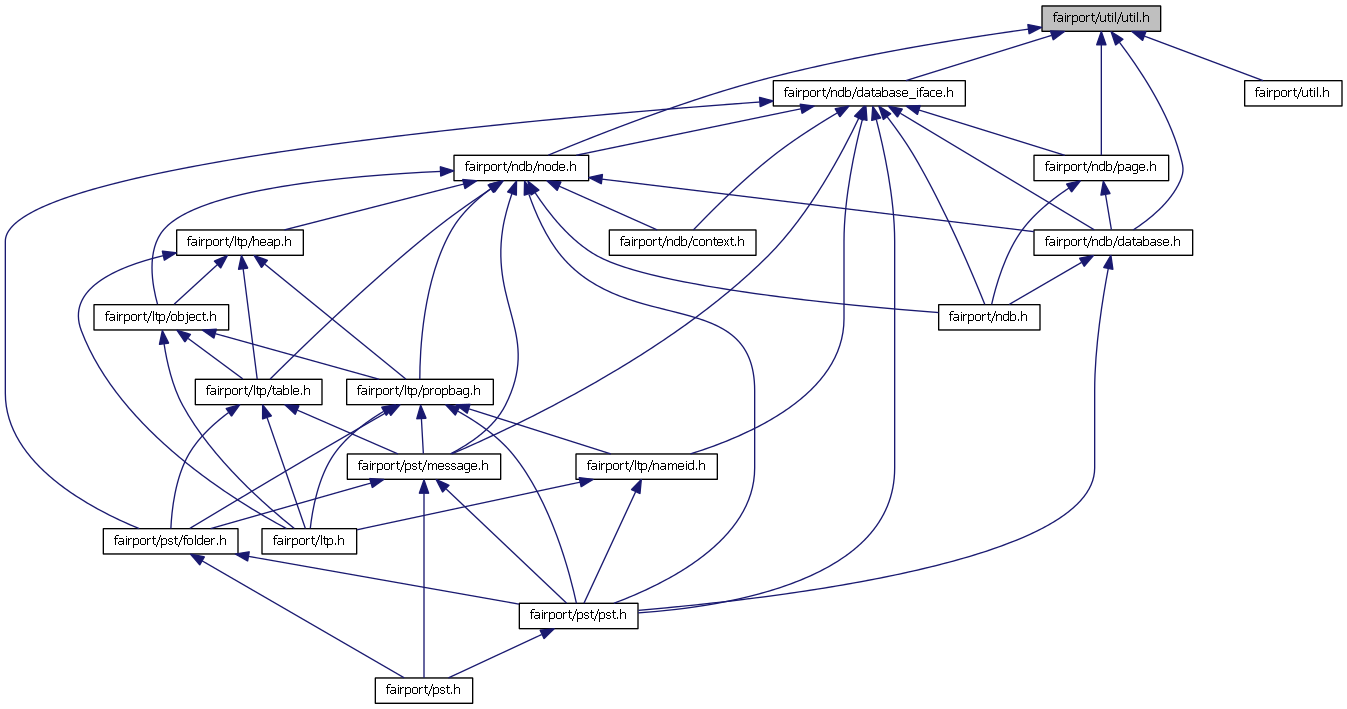 fairport/util/util.h
fairport/ndb/database_iface.h
fairport/util.h
fairport/ndb/node.h
fairport/ndb/page.h
fairport/ltp/heap.h
fairport/ndb/context.h
fairport/ndb/database.h
fairport/ltp/object.h
fairport/ndb.h
fairport/ltp/table.h
fairport/ltp/propbag.h
fairport/pst/message.h
fairport/ltp/nameid.h
fairport/pst/folder.h
fairport/ltp.h
fairport/pst/pst.h
fairport/pst.h